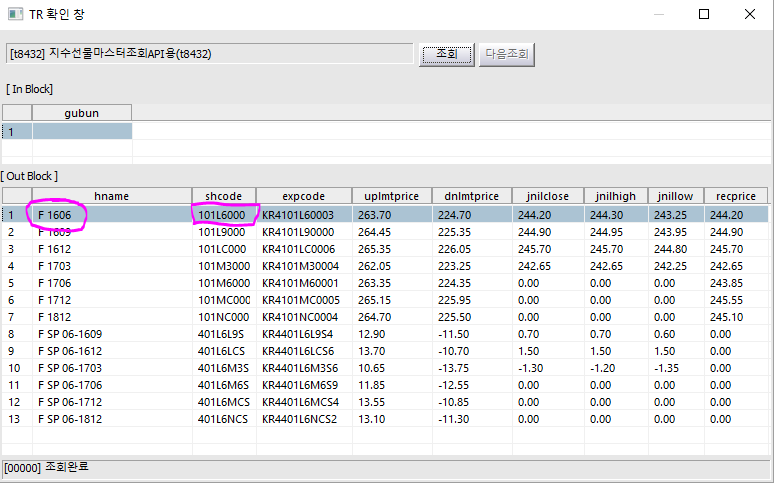 TR 확인 창
[t8432] 지수선물마스터조회API용(t8432) 조회 다음조회
[ In Block]
gubun
1
[ Out Block ]
hname shcode expcode uplmtprice dnlmtprice jnilclose jnilhigh jnillow recprice
1 F 1606 101L6000 KR4101L60003 263.70 224.70 244.20 244.30 243.25 244.20
2 F 1609 101L9000 KR4101L90000 264.45 225.35 244.90 244.95 243.95 244.90
3 F 1612 101LC000 KR4101LC0006 265.35 226.05 245.70 245.70 244.80 245.70
4 F 1703 101M3000 KR4101M30004 262.05 223.25 242.65 242.65 242.25 242.65
5 F 1706 101M6000 KR4101M60001 263.35 224.35 0.00 0.00 0.00 243.85
6 F 1712 101MC000 KR4101MC0005 265.15 225.95 0.00 0.00 0.00 245.55
7 F 1812 101NC000 KR4101NC0004 264.70 225.50 0.00 0.00 0.00 245.10
8 F SP 06-1609 401L6L9S KR4401L6L9S4 12.90 -11.50 0.70 0.70 0.60 0.00
9 F SP 06-1612 401L6LCS KR4401L6LCS6 13.70 -10.70 1.50 1.50 1.50 0.00
10 F SP 06-1703 401L6M3S KR4401L6M3S6 10.65 -13.75 -1.30 -1.20 -1.35 0.00
11 F SP 06-1706 401L6M6S KR4401L6M6S9 11.85 -12.55 0.00 0.00 0.00 0.00
12 F SP 06-1712 401L6MCS KR4401L6MCS4 13.55 -10.85 0.00 0.00 0.00 0.00
13 F SP 06-1812 401L6NCS KR4401L6NCS2 13.10 -11.30 0.00 0.00 0.00 0.00
[00000] 조회완료